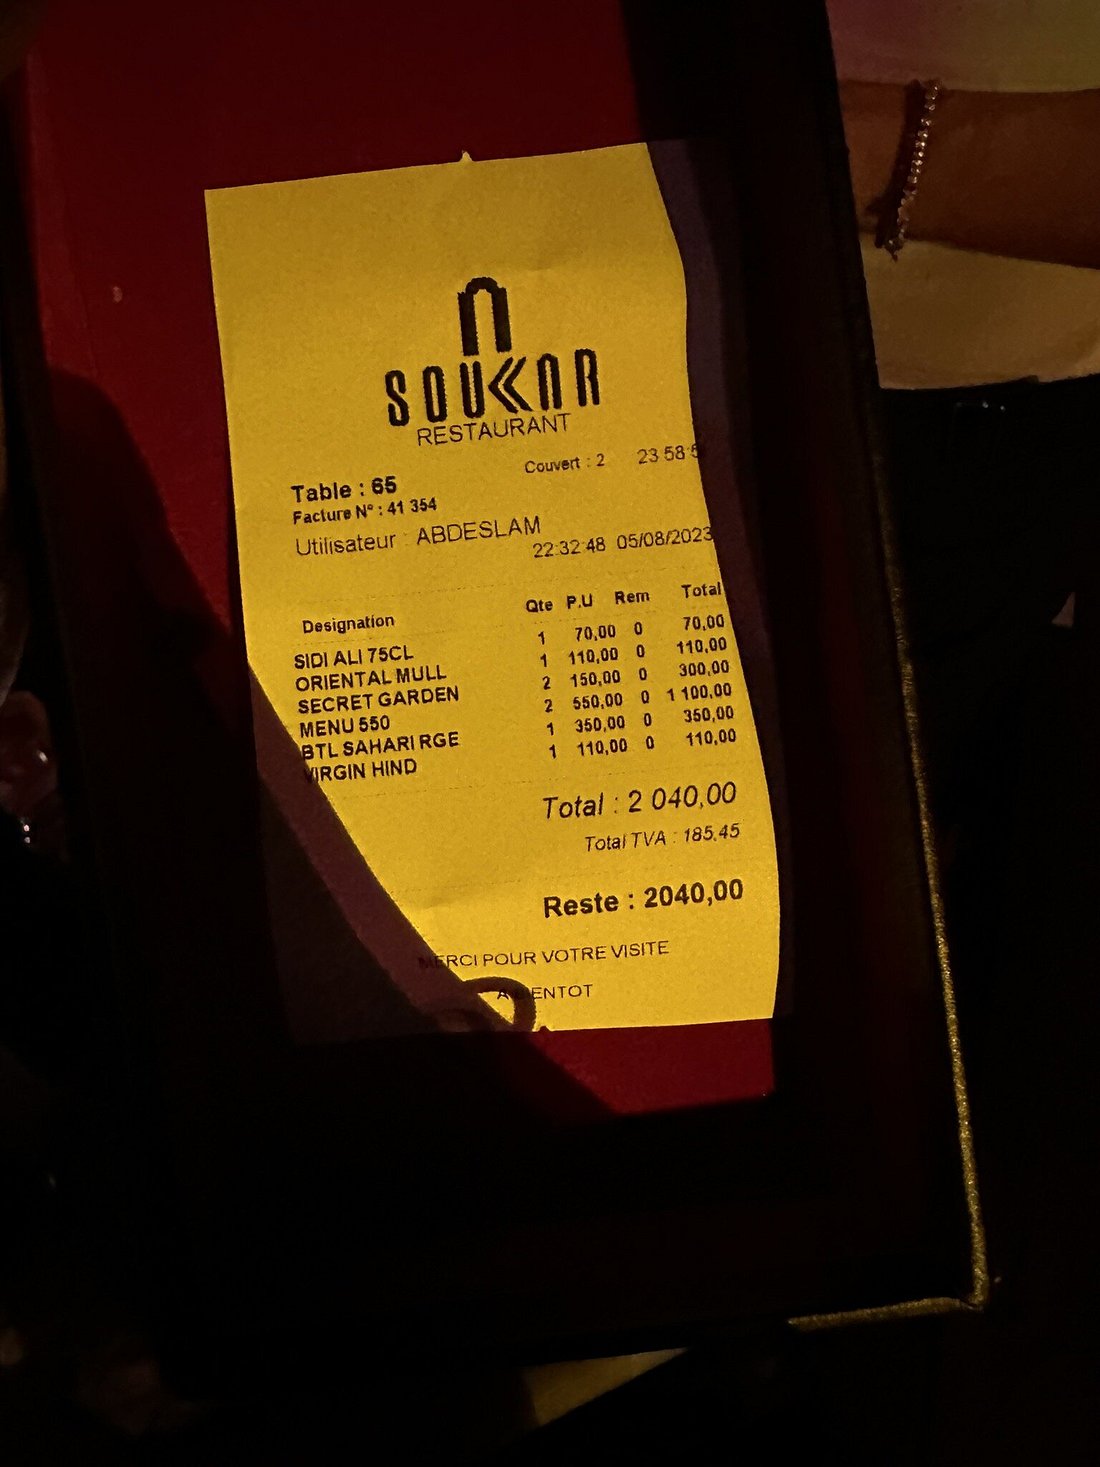 SOUKKAR
RESTAURANT
Couvert : 2 23 58
Table : 65
Facture N° : 41 354
Utilisateur : ABDESLAM
22:32:48 05/08/2023
Designation Qte P.U Rem Total
SIDI ALI 75CL 1 70,00 0 70,00
ORIENTAL MULL 1 110,00 0 110,00
SECRET GARDEN 2 150,00 0 300,00
MENU 550 2 550,00 0 1 100,00
BTL SAHARI RGE 1 350,00 0 350,00
VIRGIN HIND 1 110,00 0 110,00
Total : 2 040,00
Total TVA : 185,45
Reste : 2040,00
MERCI POUR VOTRE VISITE
A BIENTOT